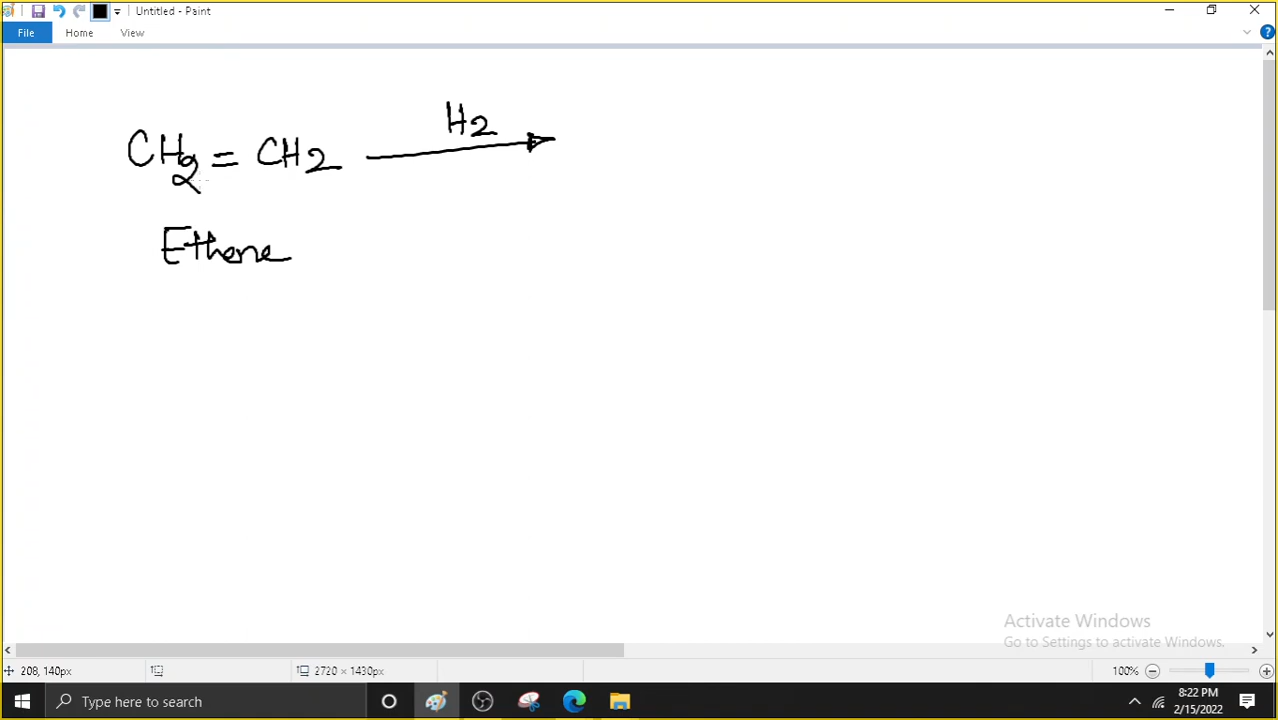 Untitled - Paint
File Home View
H2
CH2 = CH2
Ethene
Activate Windows
Go to Settings to activate Windows.
208, 140px 2720 × 1430px 100%
Type here to search
8:22 PM
2/15/2022